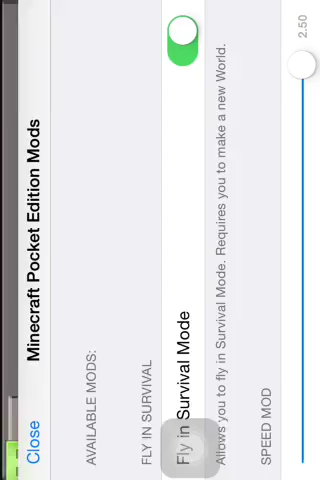 Close
Minecraft Pocket Edition Mods
AVAILABLE MODS:
FLY IN SURVIVAL
Fly in Survival Mode
Allows you to fly in Survival Mode. Requires you to make a new World.
SPEED MOD
2.50